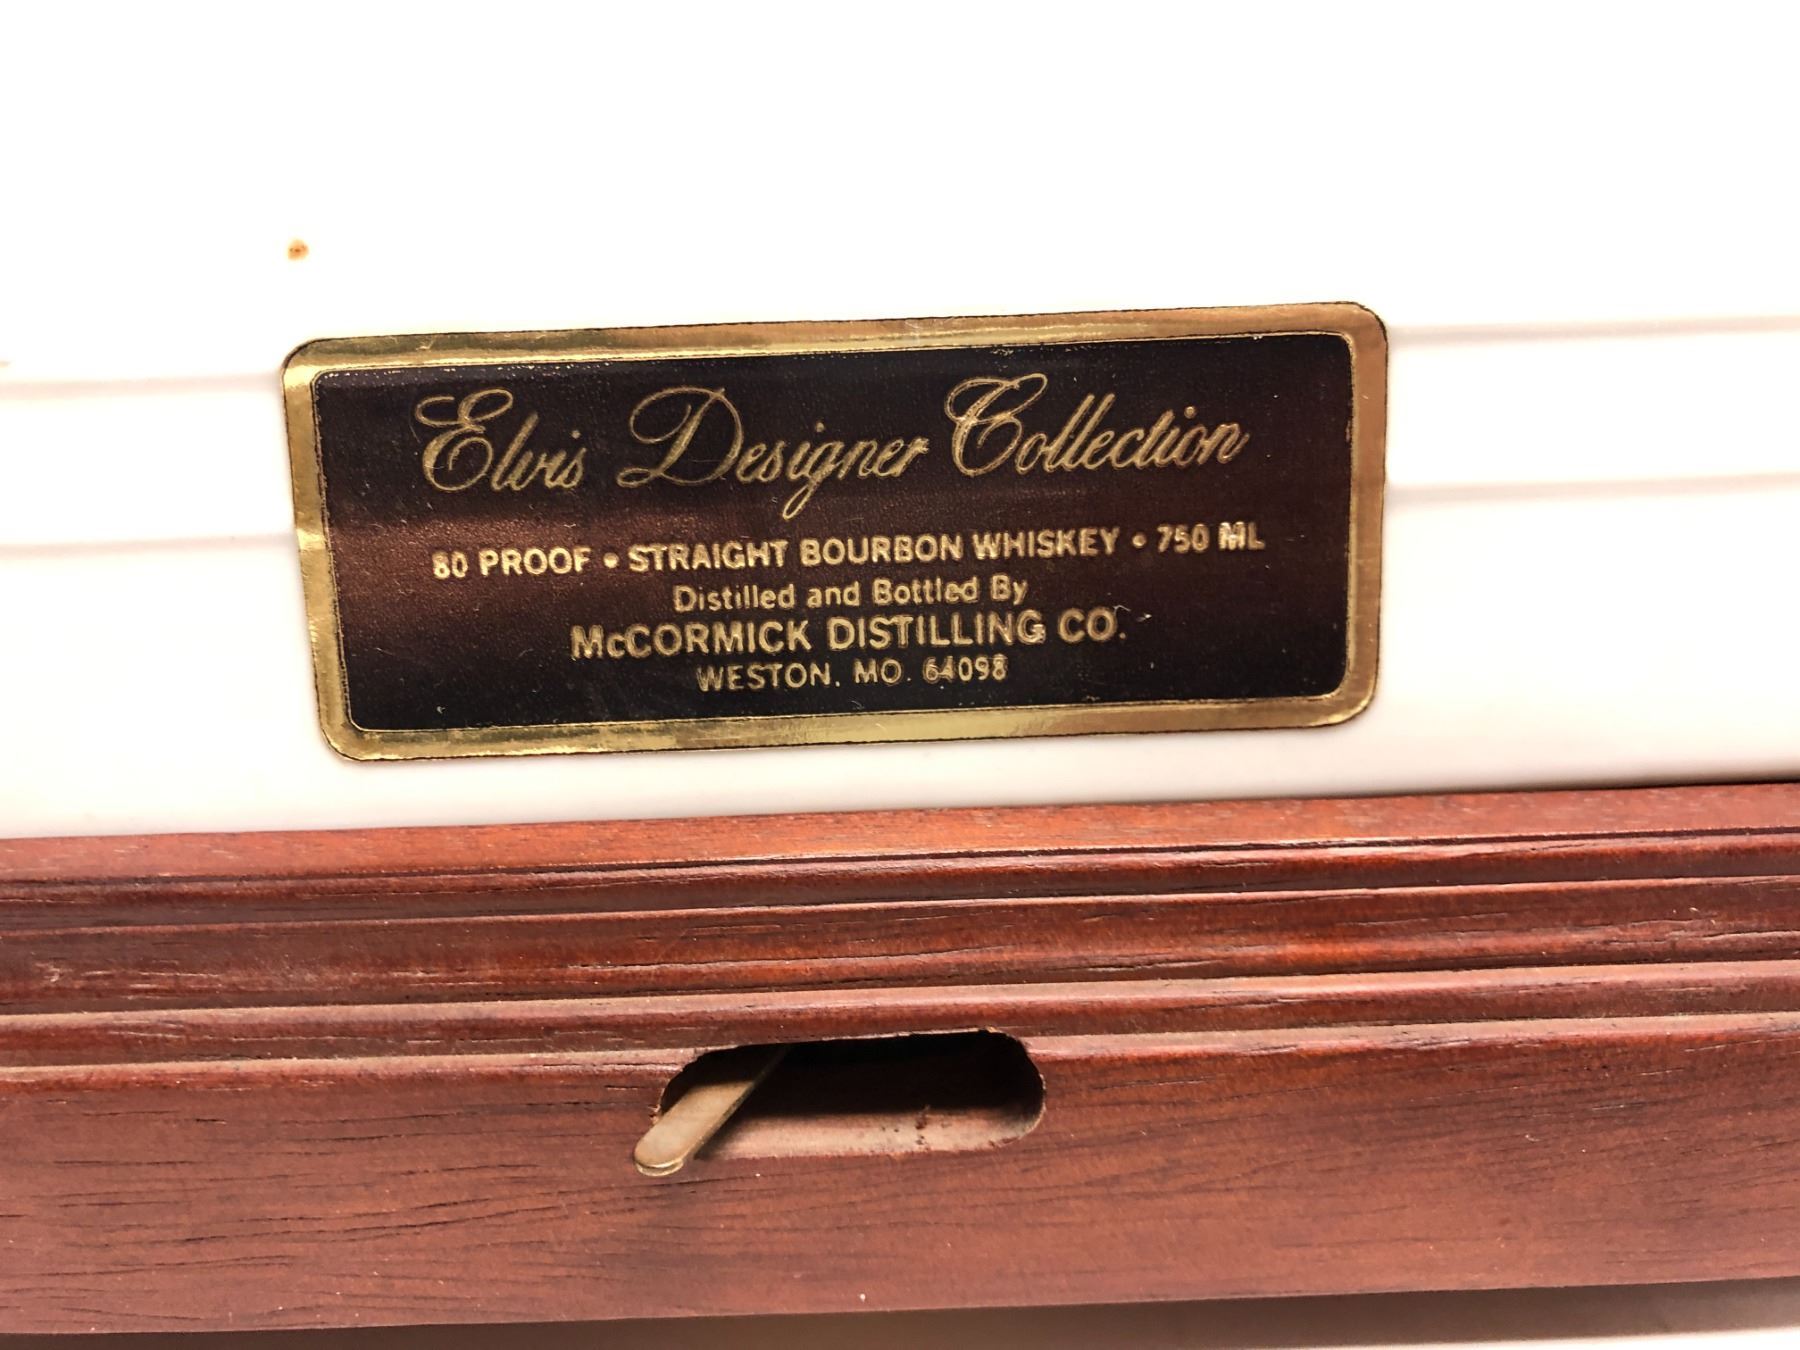 Elvis Designer Collection
80 PROOF • STRAIGHT BOURBON WHISKEY • 750 ML
Distilled and Bottled By
McCORMICK DISTILLING CO.
WESTON, MO. 64098